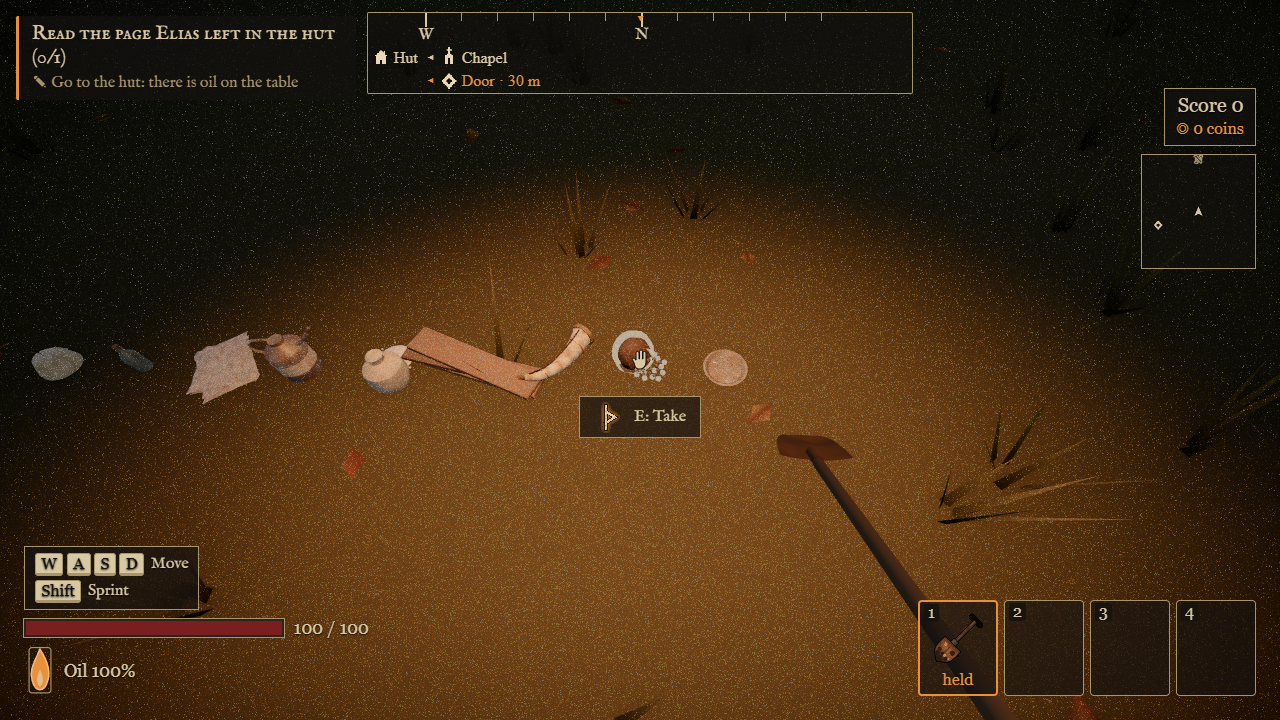 Read the page Elias left in the hut
(0/1)
Go to the hut: there is oil on the table
W
N
Hut
Chapel
Door · 30 m
Score 0
0 coins
E: Take
W A S D Move
Shift Sprint
100 / 100
Oil 100%
1
held
2
3
4